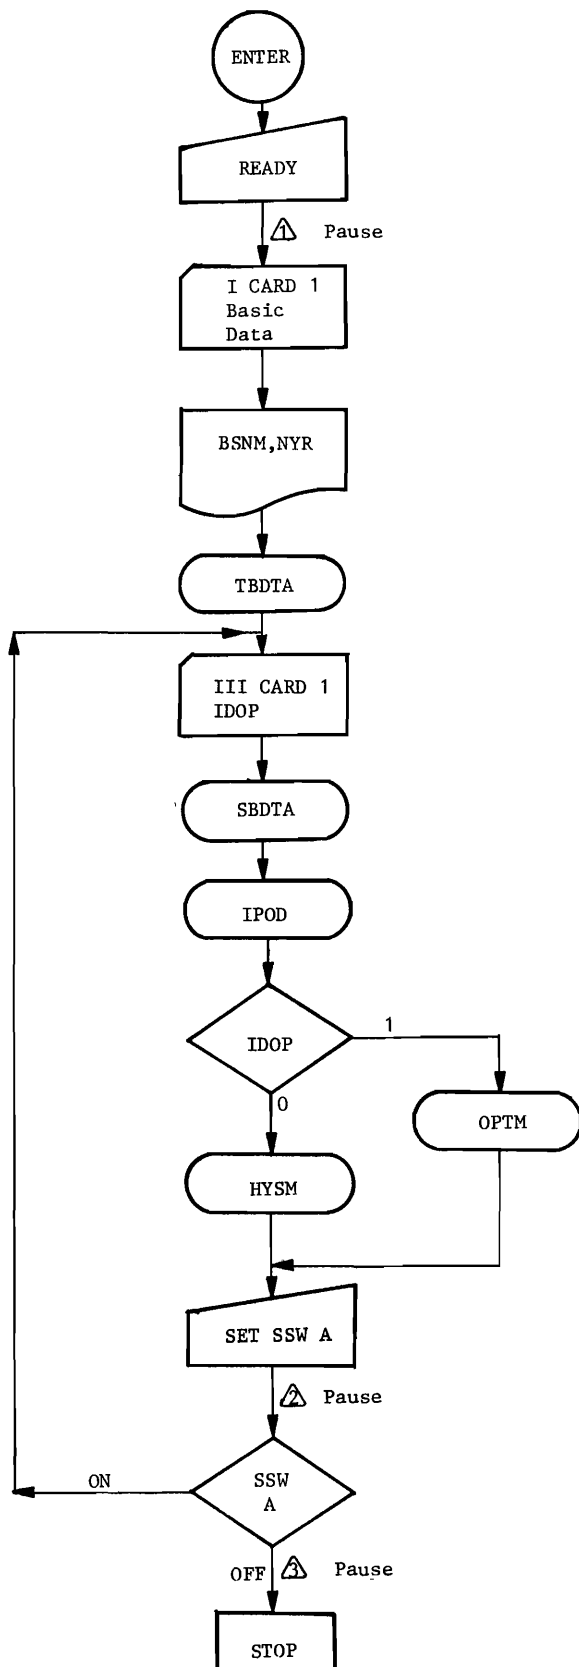 ENTER
READY
1 Pause
I CARD 1
Basic
Data
BSNM,NYR
TBDTA
III CARD 1
IDOP
SBDTA
IPOD
IDOP
1
0
OPTM
HYSM
SET SSW A
2 Pause
SSW
A
ON
OFF 3 Pause
STOP